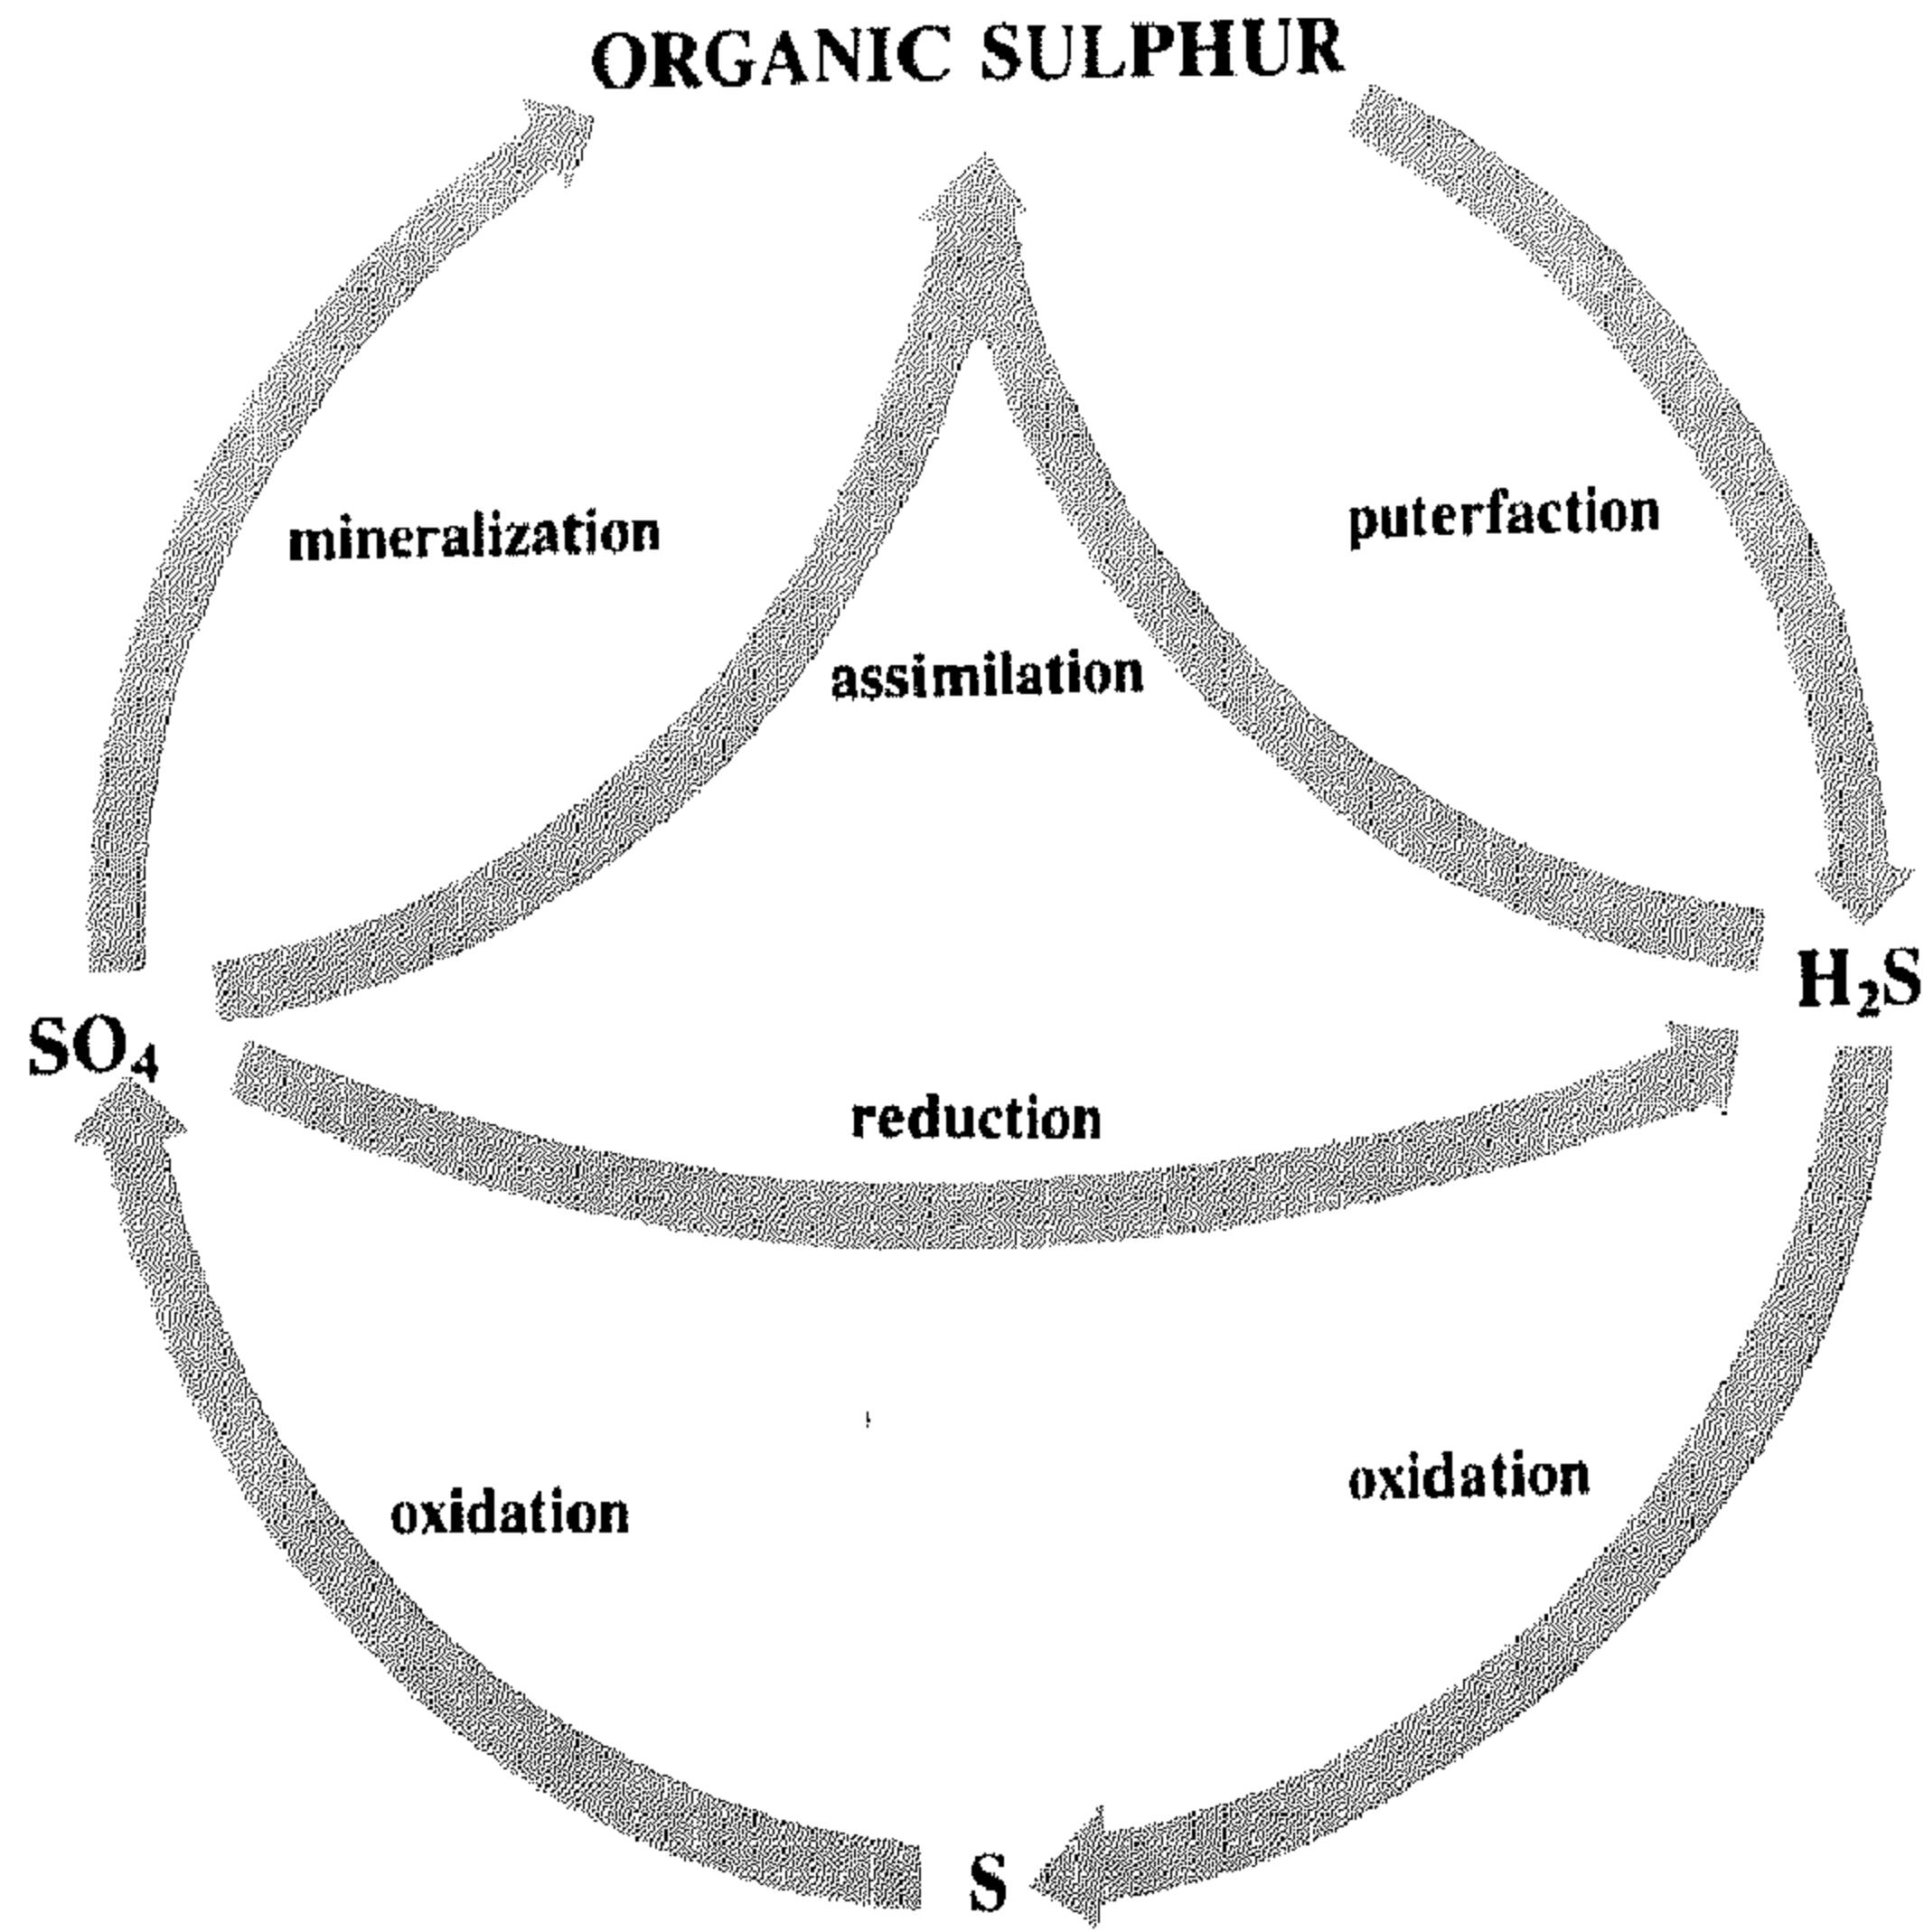 ORGANIC SULPHUR
mineralization
puterfaction
assimilation
H₂S
SO₄
reduction
oxidation
oxidation
S